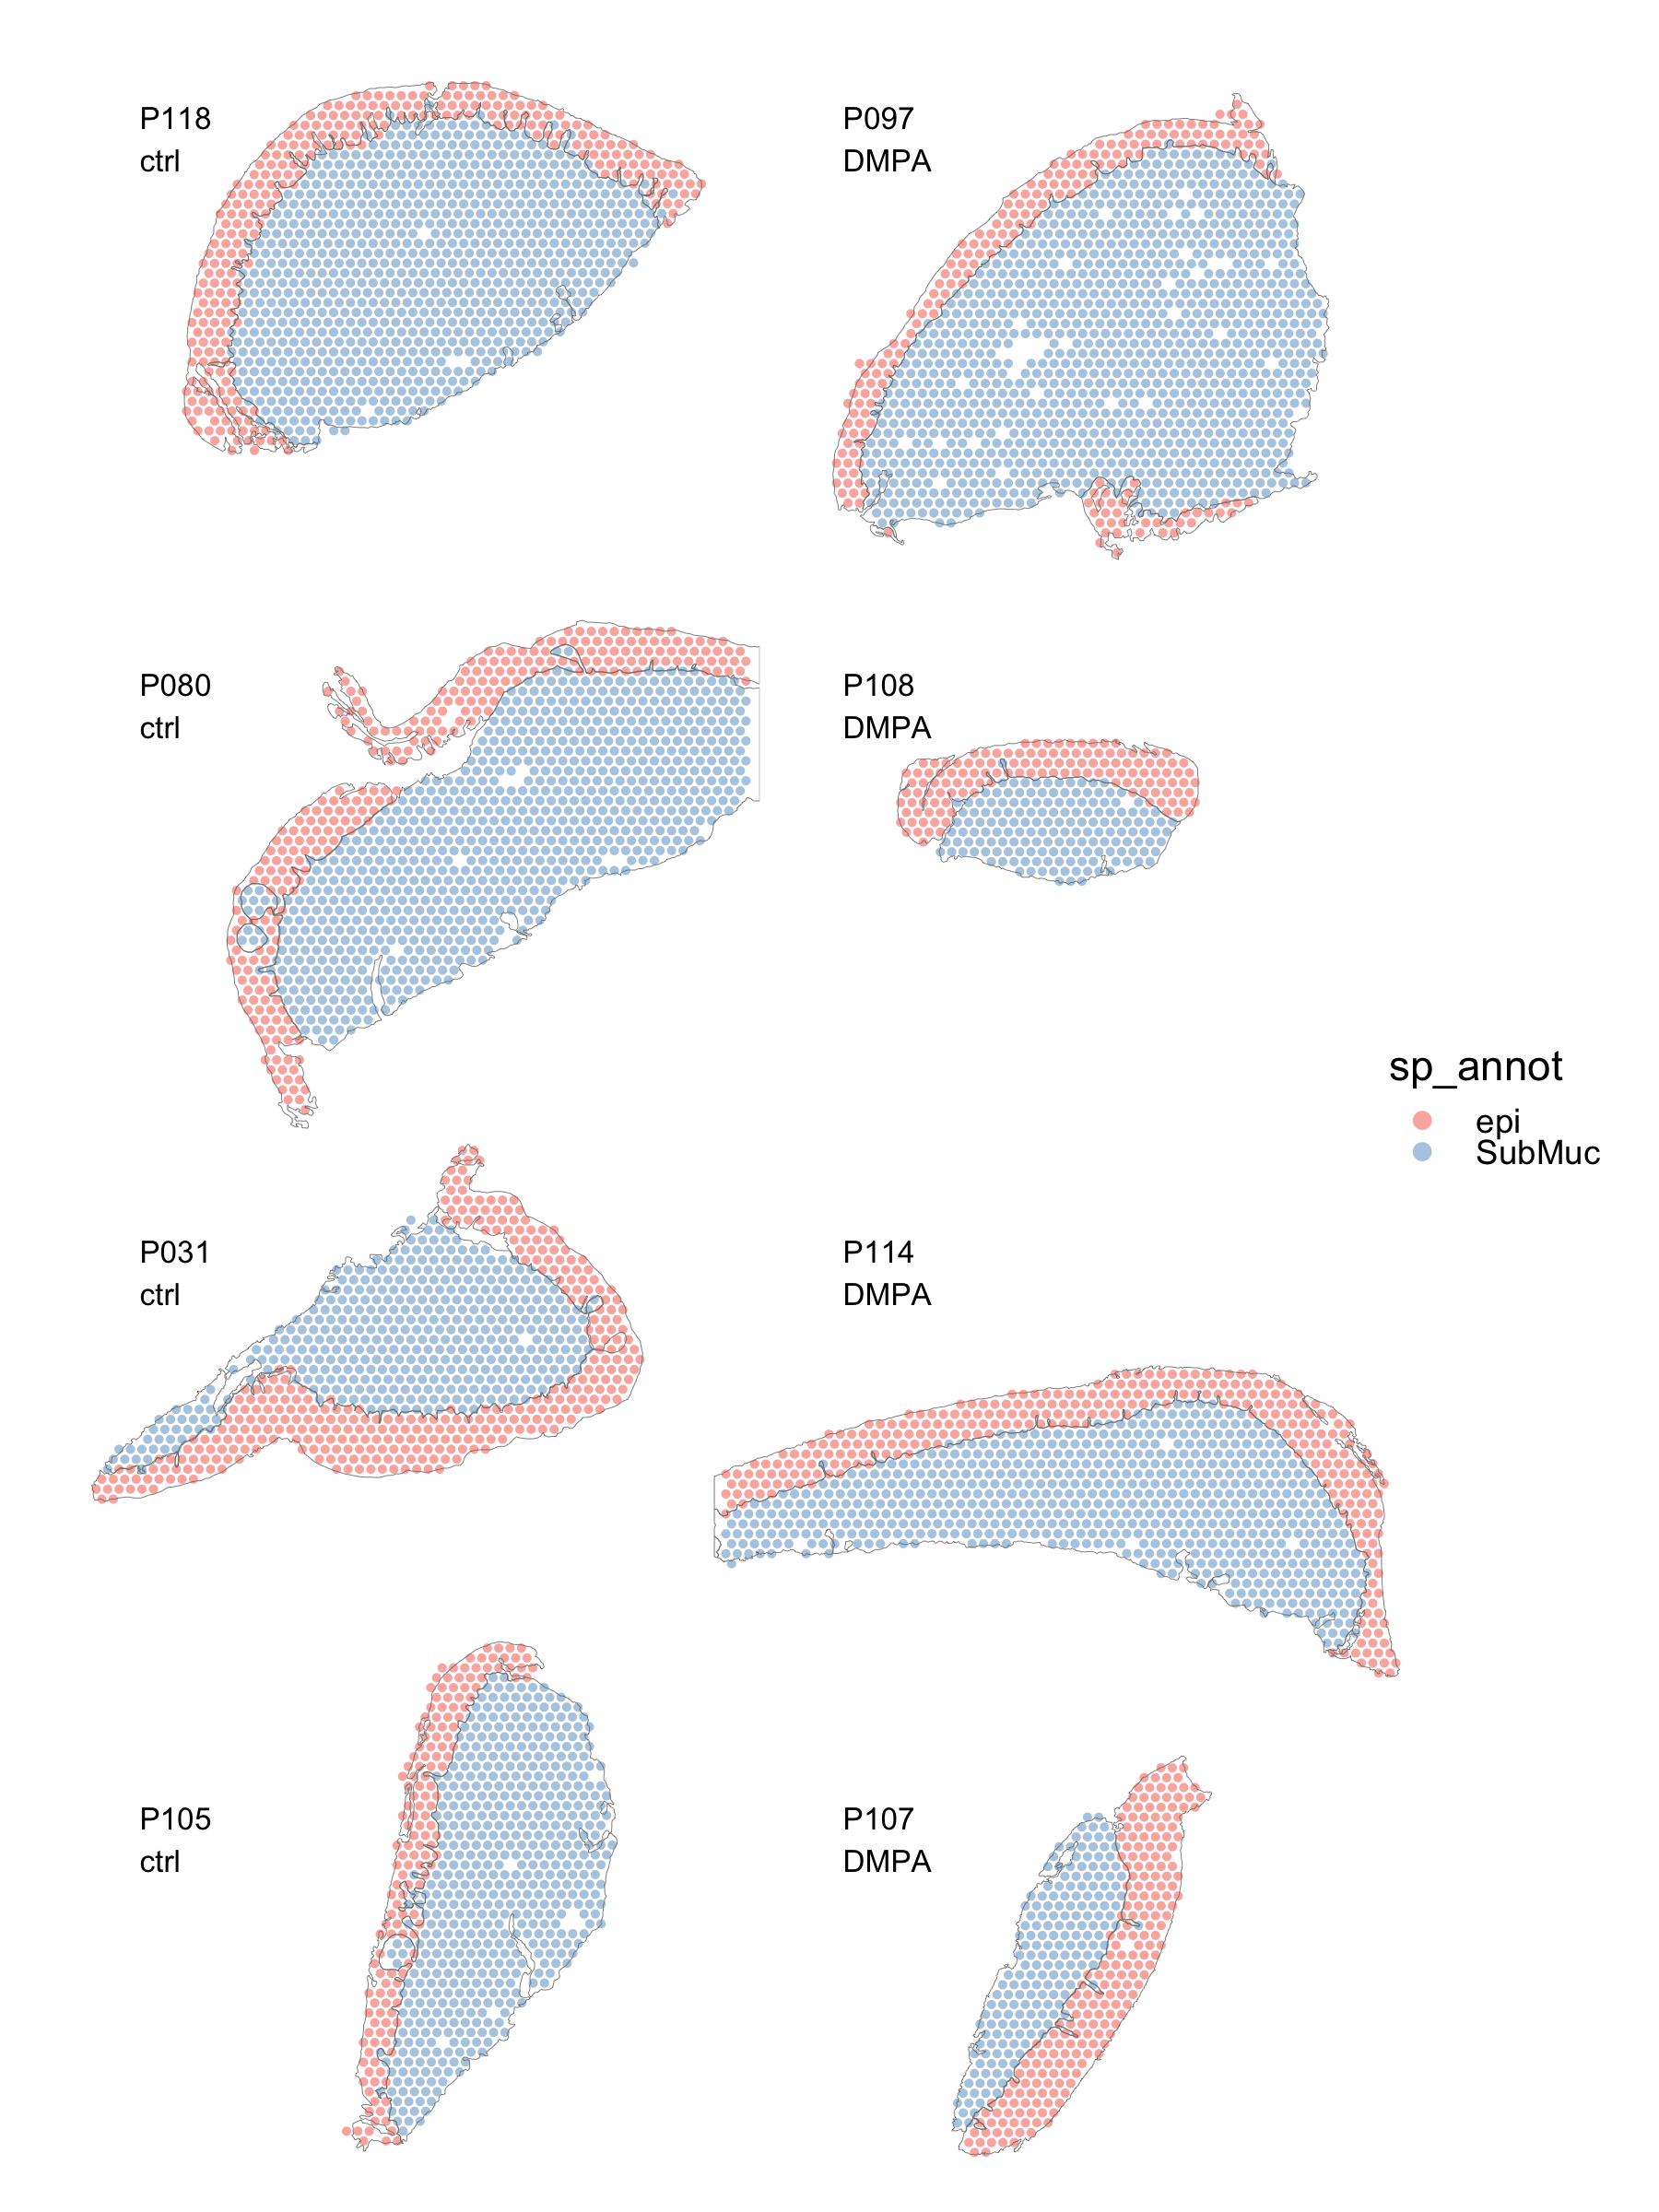 P118
ctrl
P097
DMPA
P080
ctrl
P108
DMPA
sp_annot
epi
SubMuc
P031
ctrl
P114
DMPA
P105
ctrl
P107
DMPA